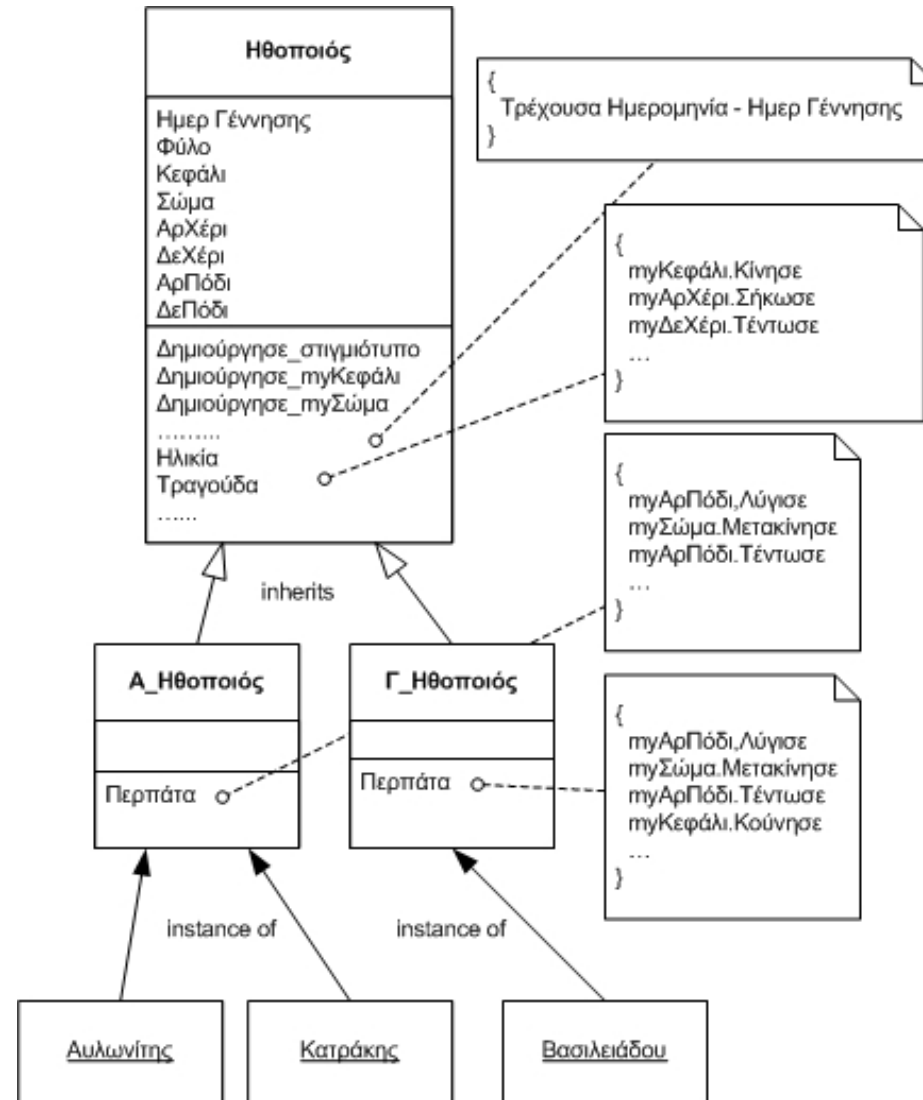 Ηθοποιός
Ημερ Γέννησης
Φύλο
Κεφάλι
Σώμα
ΑρΧέρι
ΔεΧέρι
ΑρΠόδι
ΔεΠόδι
Δημιούργησε_στιγμιότυπο
Δημιούργησε_myΚεφάλι
Δημιούργησε_myΣώμα
……….
Ηλικία
Τραγούδα
……
{
Τρέχουσα Ημερομηνία - Ημερ Γέννησης
}
{
myΚεφάλι.Κίνησε
myΑρΧέρι.Σήκωσε
myΔεΧέρι.Τέντωσε
…
}
{
myΑρΠόδι,Λύγισε
myΣώμα.Μετακίνησε
myΑρΠόδι.Τέντωσε
…
}
inherits
Α_Ηθοποιός
Περπάτα
Γ_Ηθοποιός
Περπάτα
{
myΑρΠόδι,Λύγισε
myΣώμα.Μετακίνησε
myΑρΠόδι.Τέντωσε
myΚεφάλι.Κούνησε
…
}
instance of
instance of
Αυλωνίτης
Κατράκης
Βασιλειάδου